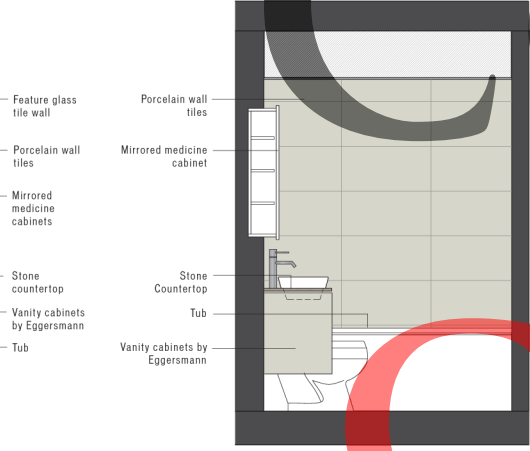 Feature glass
tile wall
Porcelain wall
tiles
Mirrored
medicine
cabinets
Stone
countertop
Vanity cabinets
by Eggersmann
Tub
Porcelain wall
tiles
Mirrored medicine
cabinet
Stone
Countertop
Tub
Vanity cabinets by
Eggersmann